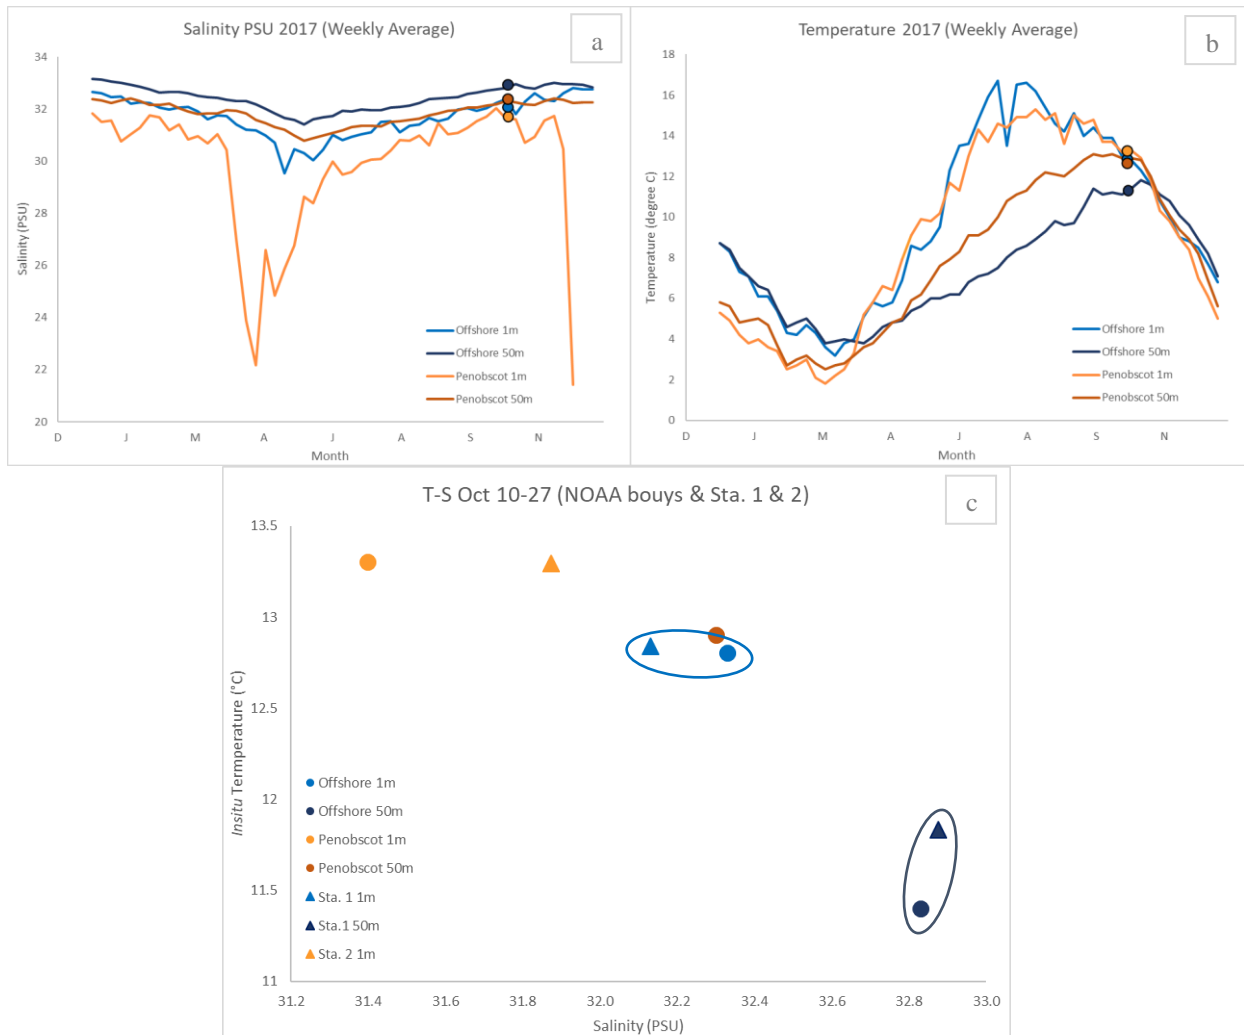 Salinity PSU 2017 (Weekly Average)
a
34
32
30
28
26
24
22
20
Salinity (PSU)
D J M A J A S N
Month
Offshore 1m
Offshore 50m
Penobscot 1m
Penobscot 50m
Temperature 2017 (Weekly Average)
b
18
16
14
12
10
8
6
4
2
0
Temperature (degree C)
D J M A J A S N
Month
Offshore 1m
Offshore 50m
Penobscot 1m
Penobscot 50m
T-S Oct 10-27 (NOAA bouys & Sta. 1 & 2)
c
13.5
13
12.5
12
11.5
11
Insitu Termperature (°C)
Offshore 1m
Offshore 50m
Penobscot 1m
Penobscot 50m
Sta. 1 1m
Sta.1 50m
Sta. 2 1m
31.2 31.4 31.6 31.8 32.0 32.2 32.4 32.6 32.8 33.0
Salinity (PSU)